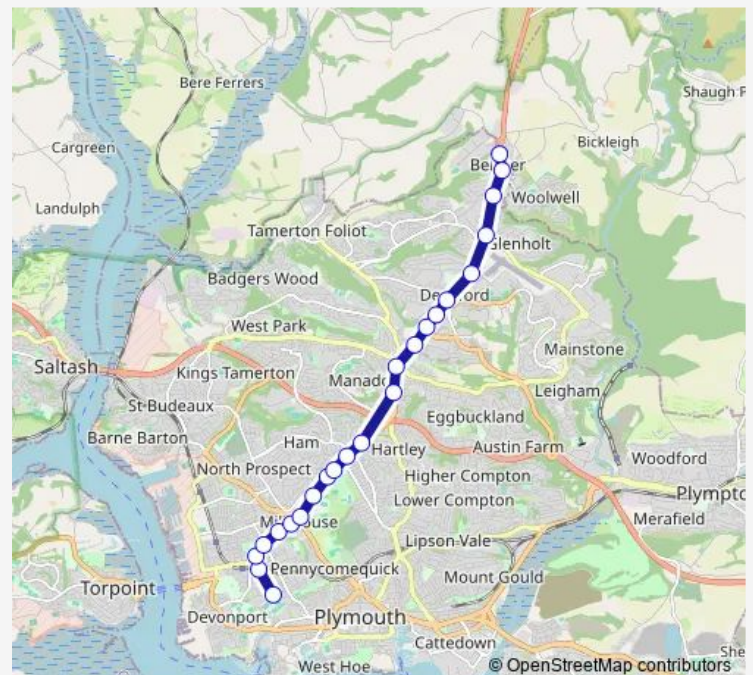 Bere Ferrers
Shaugh P
Cargreen
Bickleigh
Landulph
Woolwell
Tamerton Foliot
Glenholt
Badgers Wood
West Park
Mainstone
Saltash
Kings Tamerton
Leigham
St Budeaux
Eggbuckland
Barne Barton
Ham
Hartley
Austin Farm
Woodford
North Prospect
Higher Compton
Lower Compton
Merafield
Lipson Vale
Pennycomequick
Mount Gould
Torpoint
Devonport
Plymouth
Cattedown
West Hoe
© OpenStreetMap contributors